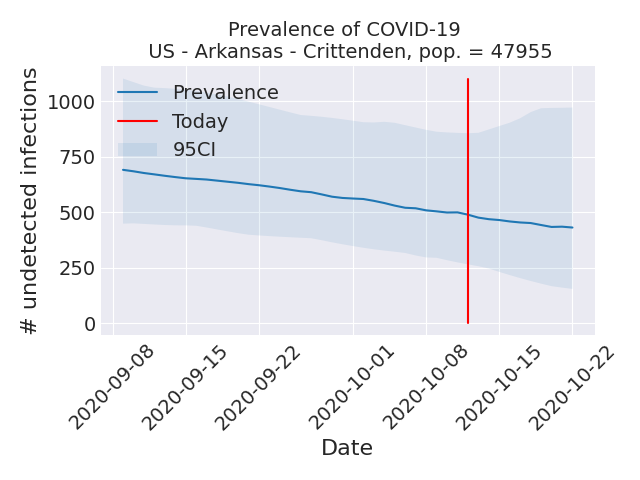 Prevalence of COVID-19
US - Arkansas - Crittenden, pop. = 47955
# undetected infections
1000
750
500
250
0
Prevalence
Today
95CI
2020-09-08
2020-09-15
2020-09-22
2020-10-01
2020-10-08
2020-10-15
2020-10-22
Date